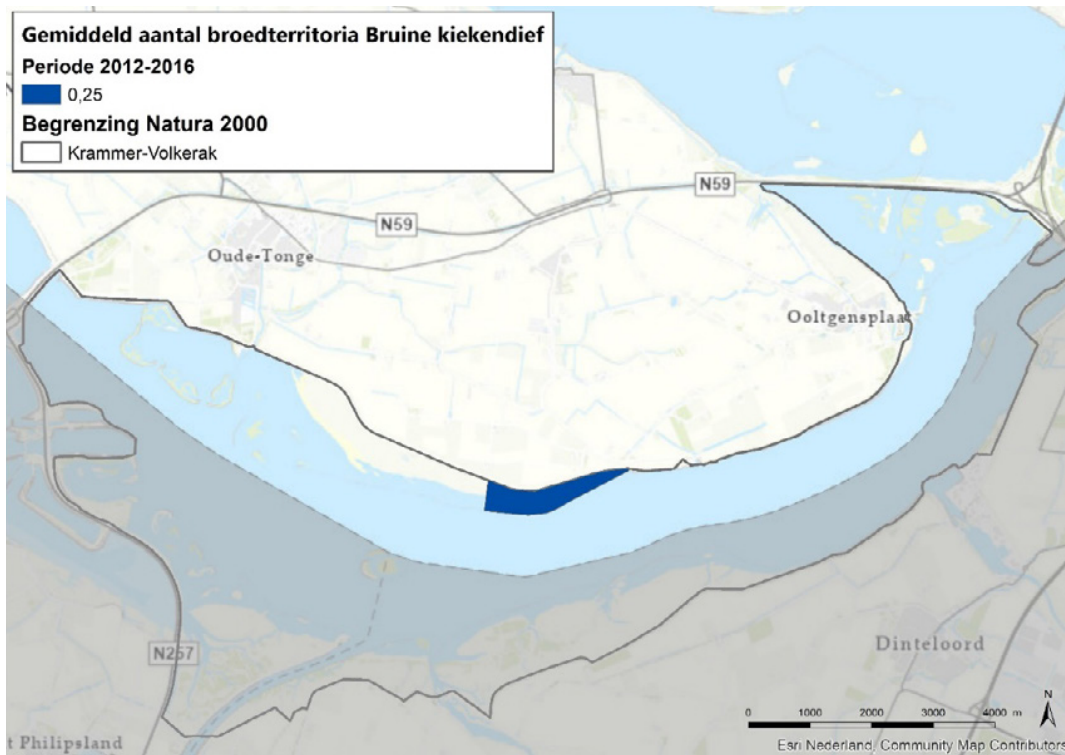 Gemiddeld aantal broedterritoria Bruine kiekendief
Periode 2012-2016
0,25
Begrenzing Natura 2000
Krammer-Volkerak
N59
N59
Oude-Tonge
Ooltgensplaat
N257
Dinteloord
t Philipsland
N
0 1000 2000 3000 4000 m
Esri Nederland, Community Map Contributors